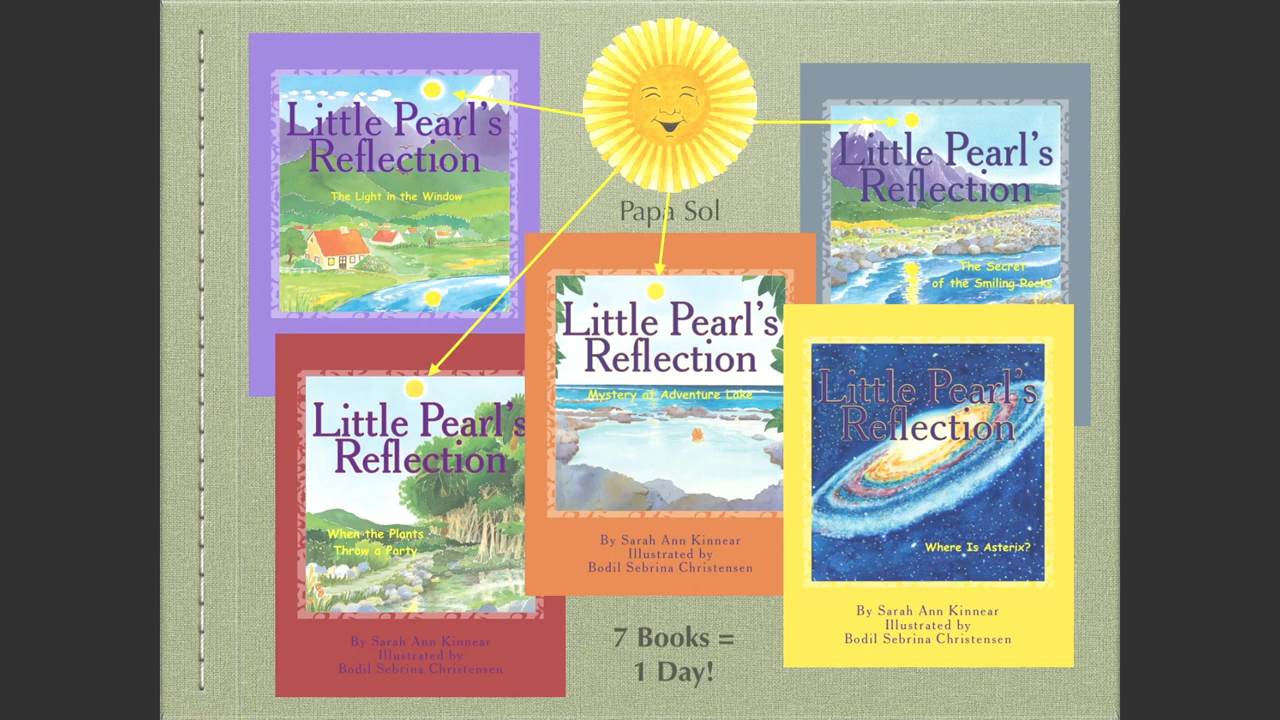 Little Pearl's
Reflection
The Light in the Window
Papa Sol
Little Pearl's
Reflection
The Secret
of the Smiling Rocks
Little Pearl's
Reflection
When the Plants
Throw a Party
By Sarah Ann Kinnear
Illustrated by
Bodil Sebrina Christensen
Little Pearl's
Reflection
Mystery at Adventure Lake
By Sarah Ann Kinnear
Illustrated by
Bodil Sebrina Christensen
Little Pearl's
Reflection
Where Is Asterix?
By Sarah Ann Kinnear
Illustrated by
Bodil Sebrina Christensen
7 Books =
1 Day!